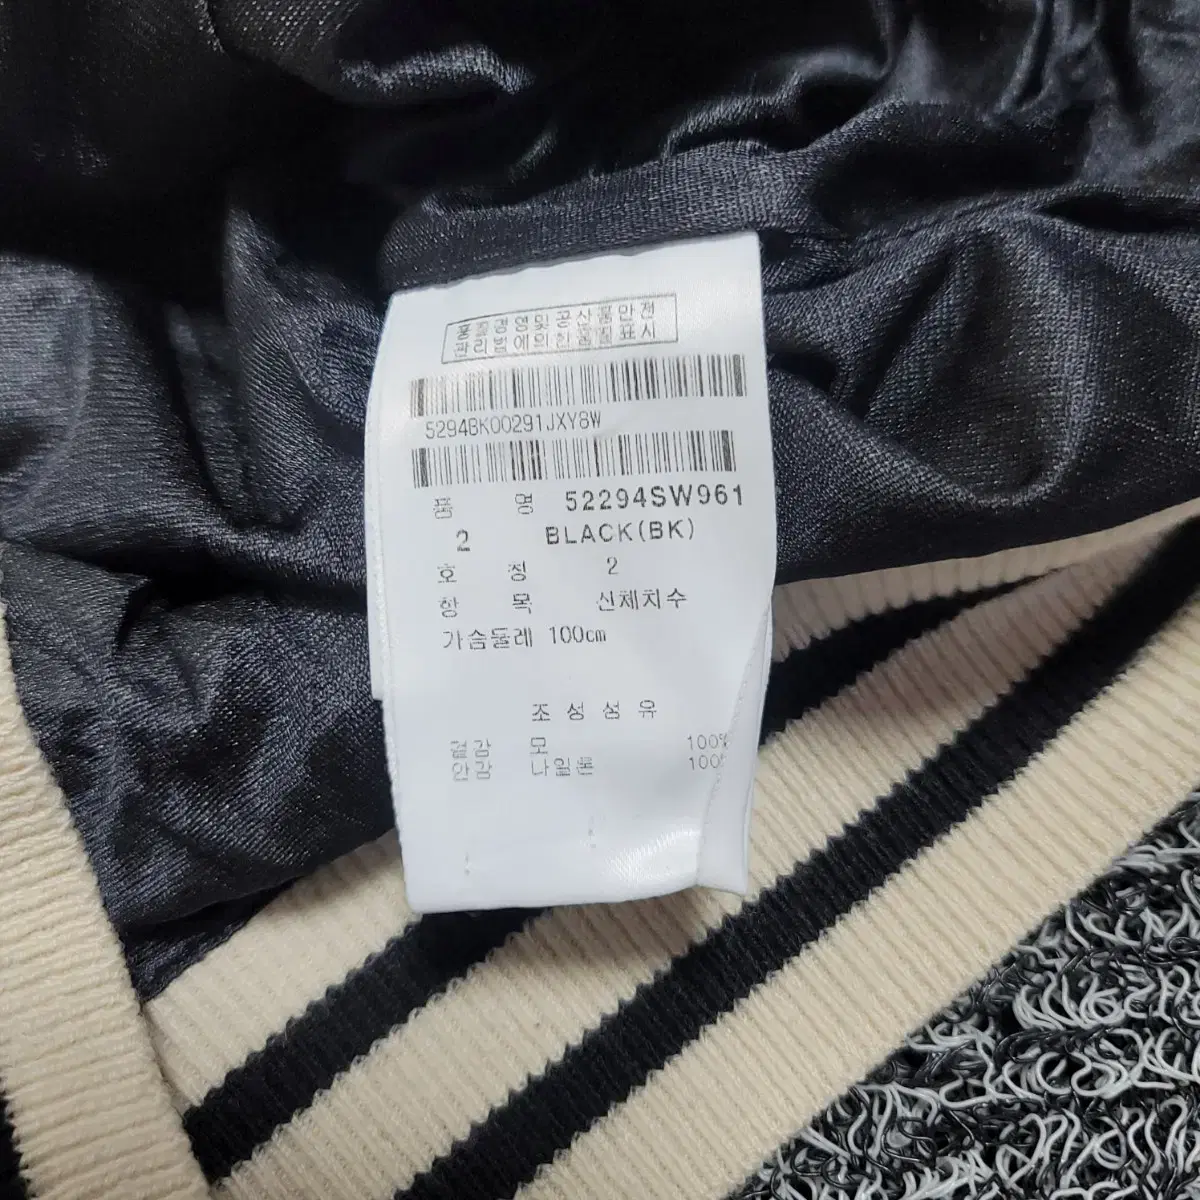 품질경영및공산품안전
관리법에의한품질표시
5294BK00291JXY8W
품 명 52294SW961
2 BLACK(BK)
호 칭 2
항 목 신체치수
가슴둘레 100cm
조성섬유
겉감 모 100%
안감 나일론 100%